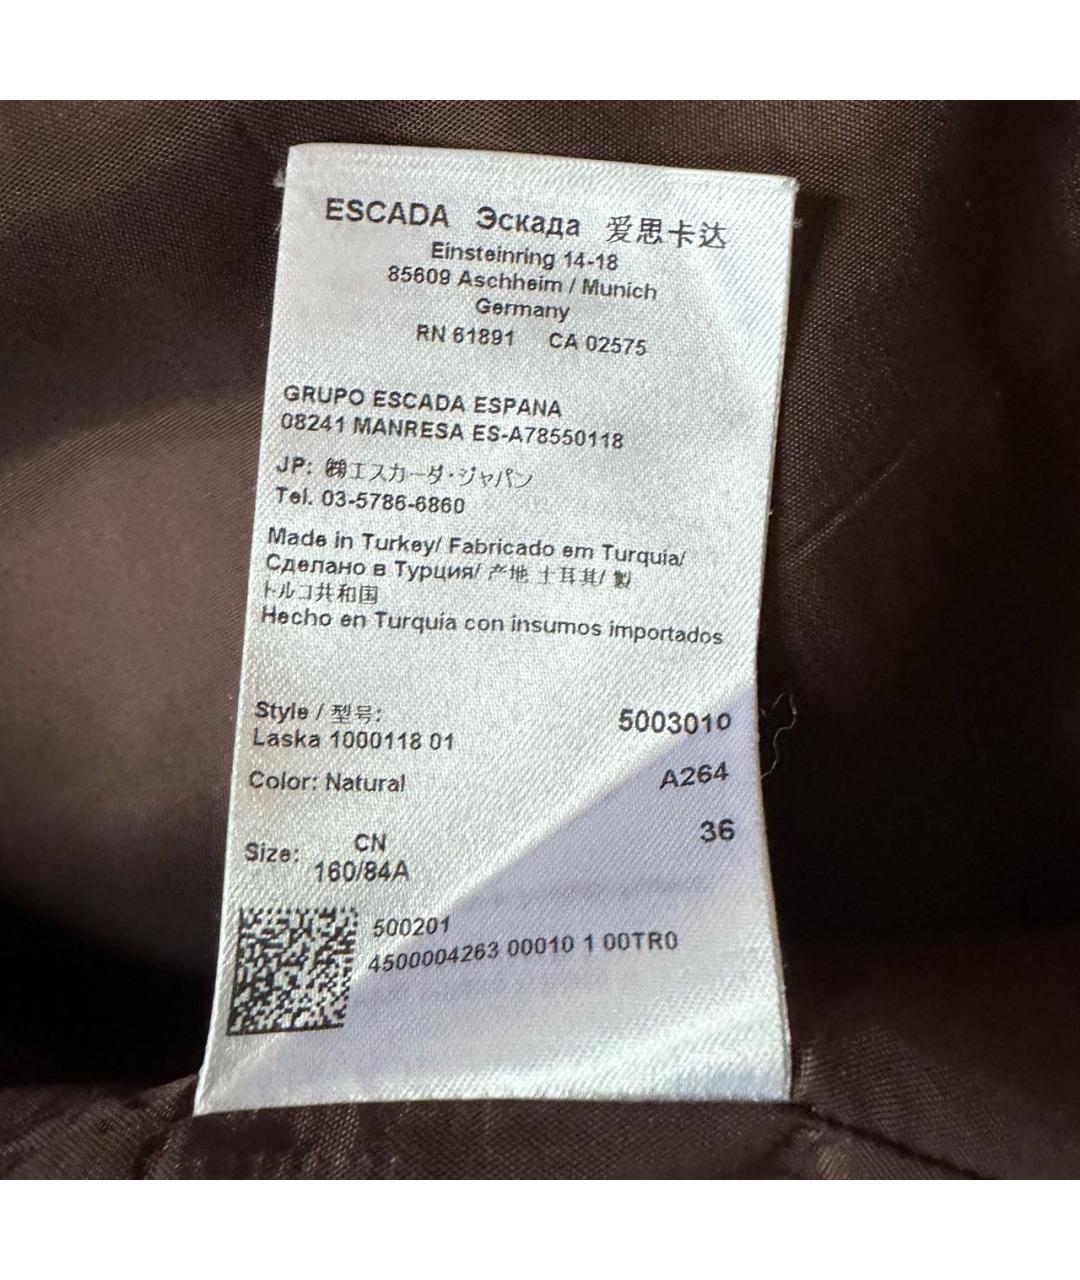 ESCADA Эскада 爱思卡达
Einsteinring 14-18
85609 Aschheim / Munich
Germany
RN 61891 CA 02575
GRUPO ESCADA ESPANA
08241 MANRESA ES-A78550118
JP: ㈱エスカーダ・ジャパン
Tel. 03-5786-6860
Made in Turkey/ Fabricado em Turquia/
Сделано в Турция/ 产地 土耳其/ 製
トルコ共和国
Hecho en Turquia con insumos importados
Style / 型号: 5003010
Laska 1000118 01
Color: Natural A264
Size: CN 36
160/84A
500201
4500004263 00010 1 00TR0